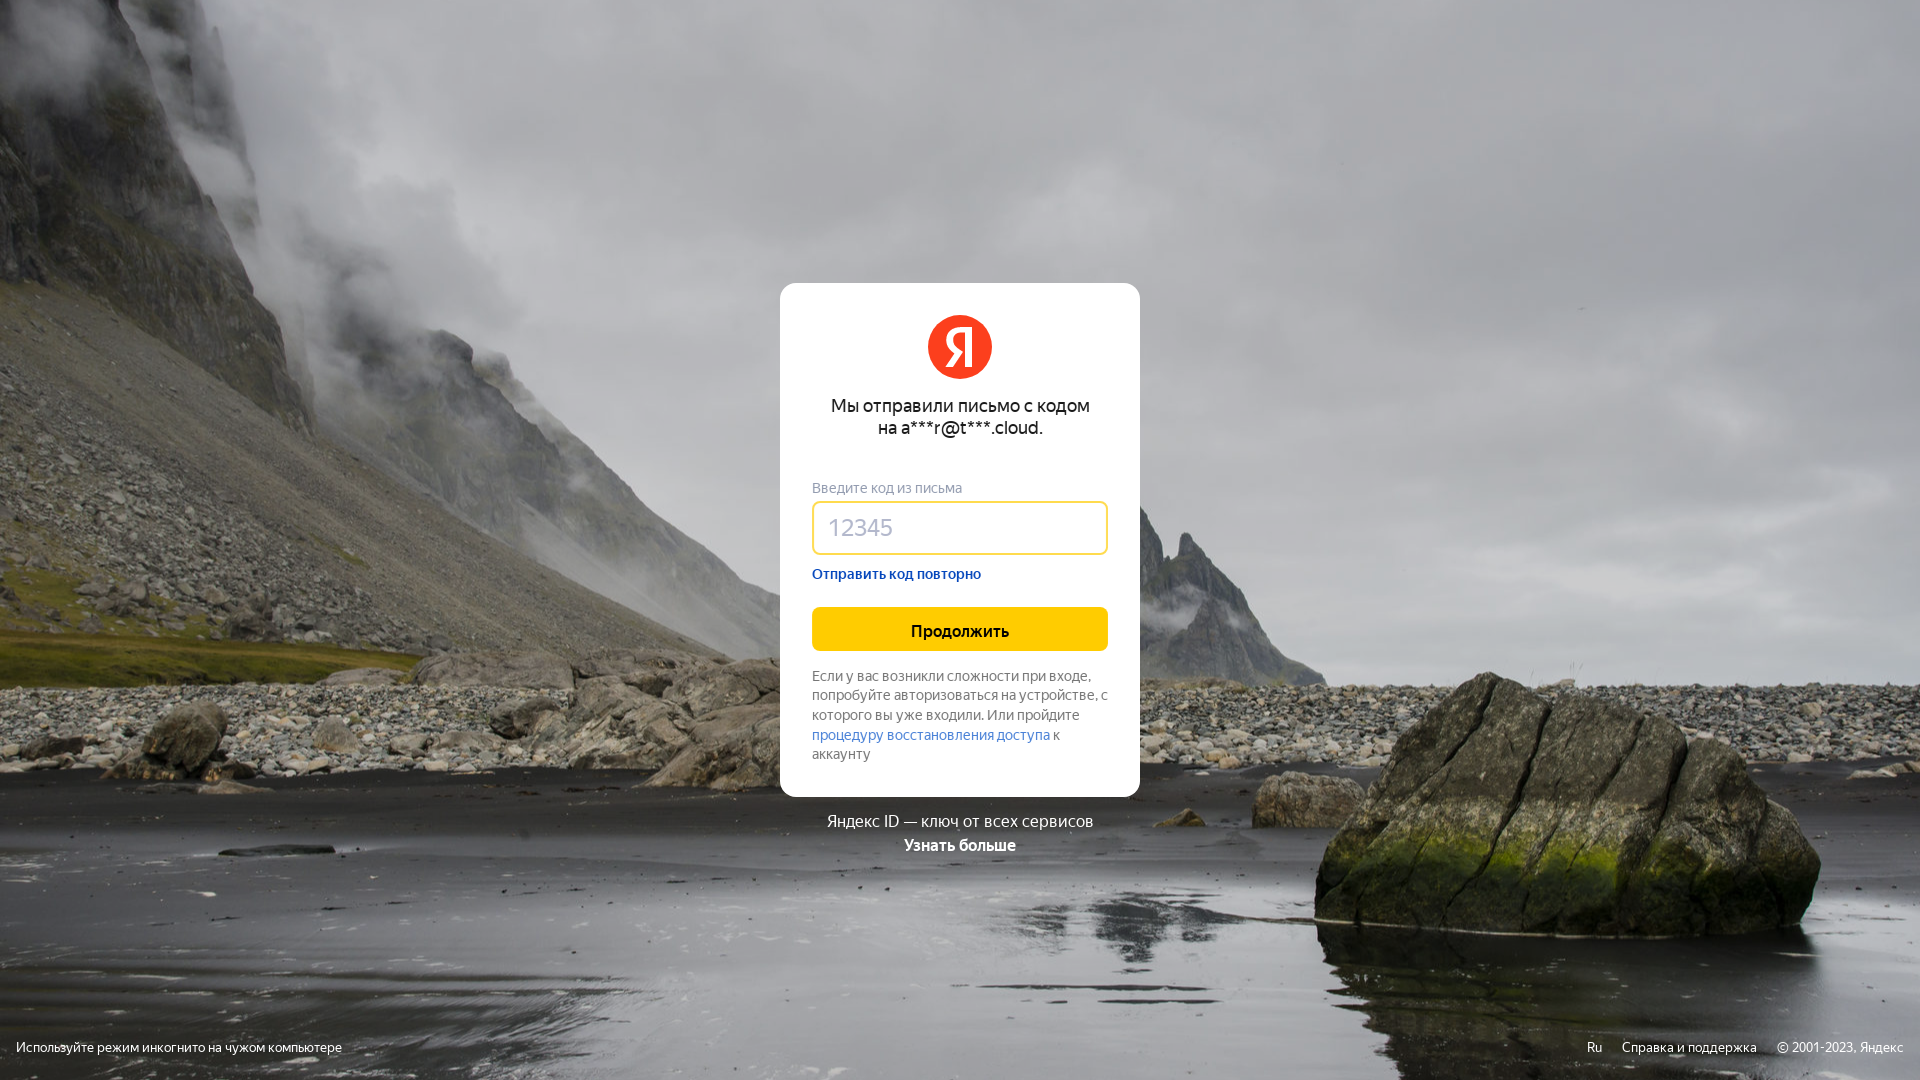 Я
Мы отправили письмо с кодом
на a***r@t***.cloud.
Введите код из письма
12345
Отправить код повторно
Продолжить
Если у вас возникли сложности при входе,
попробуйте авторизоваться на устройстве, с
которого вы уже входили. Или пройдите
процедуру восстановления доступа к
аккаунту
Яндекс ID — ключ от всех сервисов
Узнать больше
Используйте режим инкогнито на чужом компьютере
Ru Справка и поддержка © 2001-2023, Яндекс